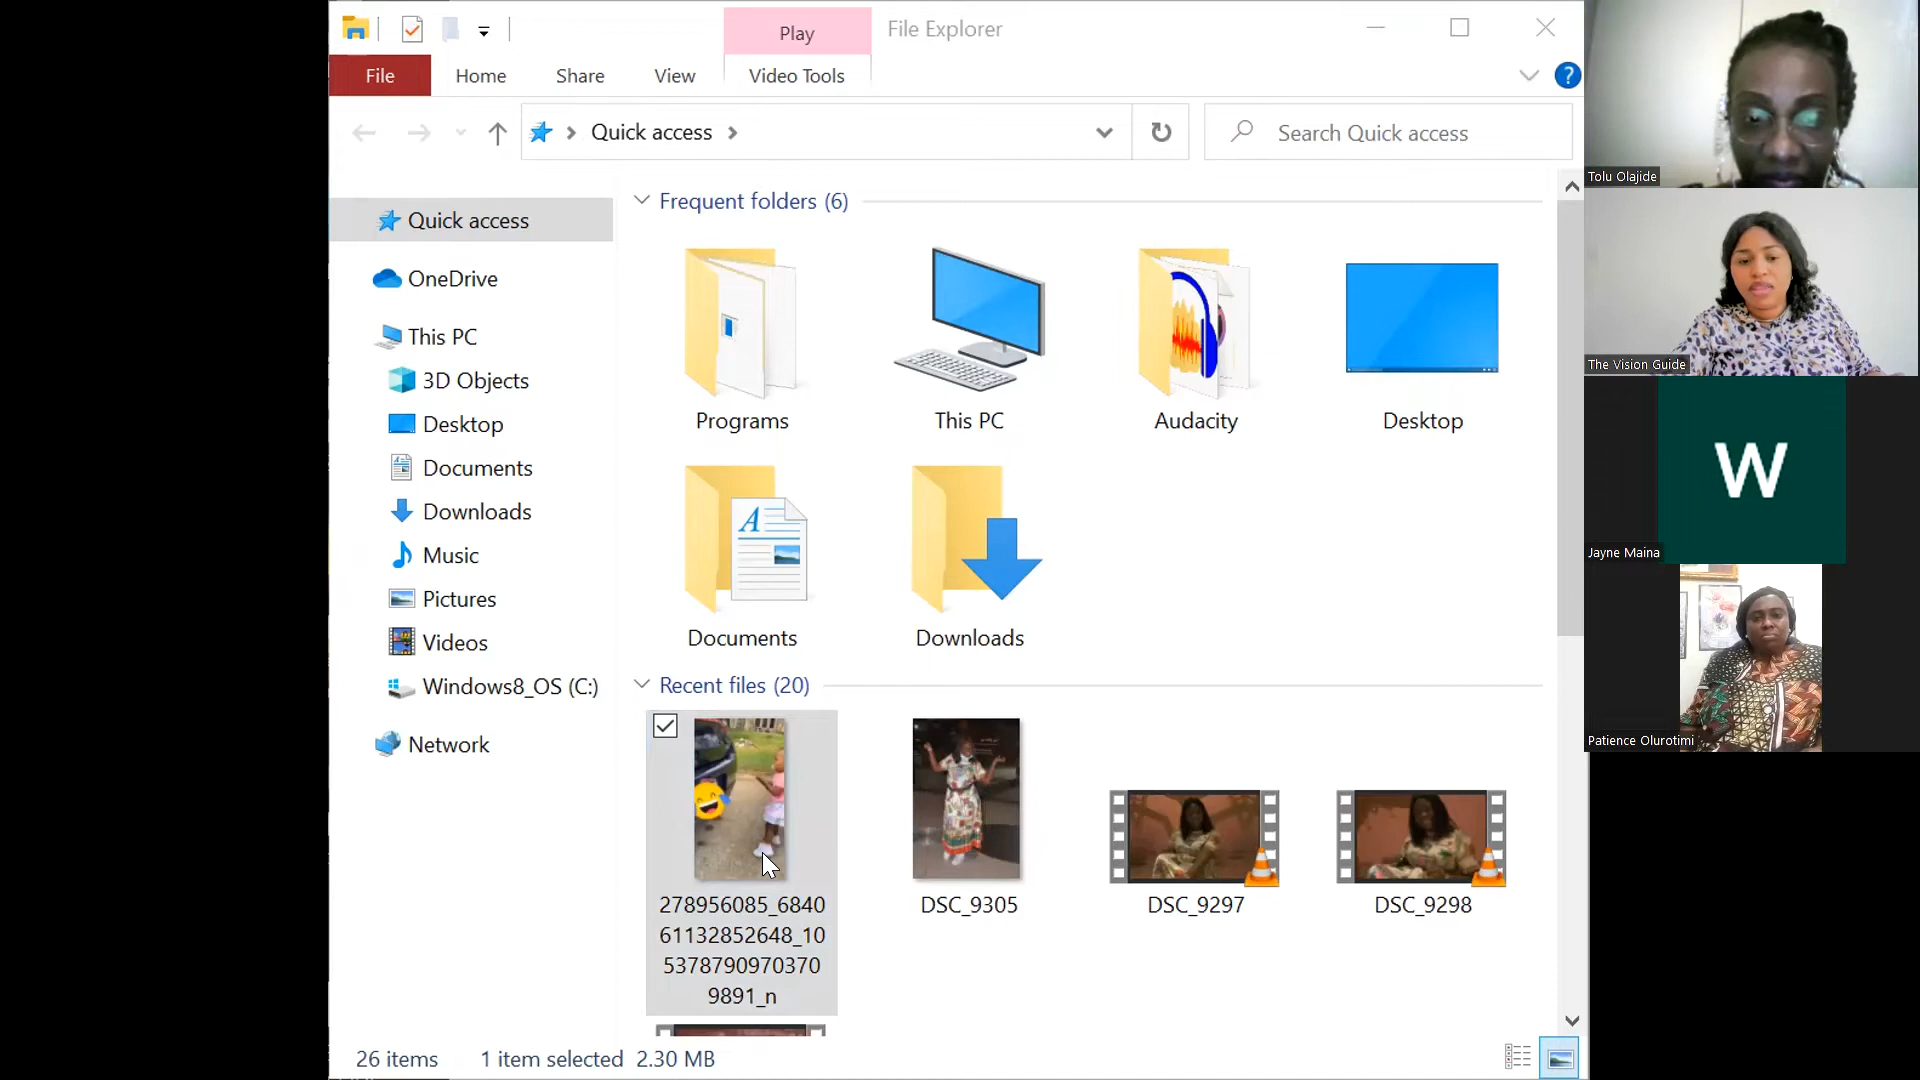 Play
File Explorer
File
Home
Share
View
Video Tools
?
Quick access
Search Quick access
Quick access
OneDrive
This PC
3D Objects
Desktop
Documents
Downloads
Music
Pictures
Videos
Windows8_OS (C:)
Network
Frequent folders (6)
Programs
This PC
Audacity
Desktop
Documents
Downloads
Recent files (20)
278956085_6840
61132852648_10
5378790970370
9891_n
DSC_9305
DSC_9297
DSC_9298
26 items
1 item selected 2.30 MB
Tolu Olajide
The Vision Guide
W
Jayne Maina
Patience Olurotimi